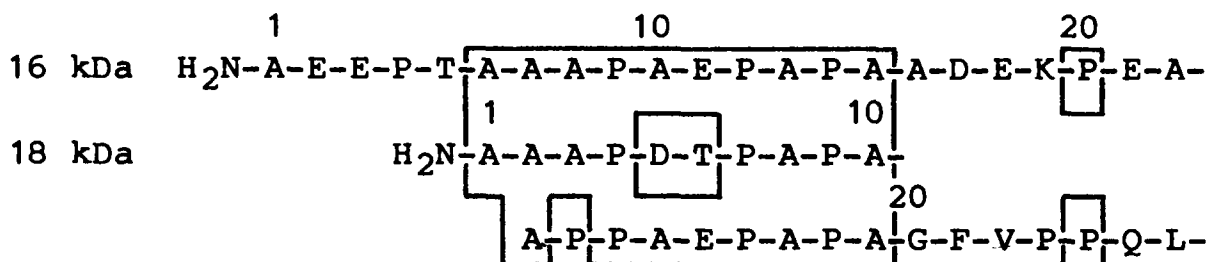 1 10 20
16 kDa H₂N-A-E-E-P-T-A-A-A-P-A-E-P-A-P-A-A-D-E-K-P-E-A-
1 10
18 kDa H₂N-A-A-A-P-D-T-P-A-P-A-
20
A-P-P-A-E-P-A-P-A-G-F-V-P-P-Q-L-